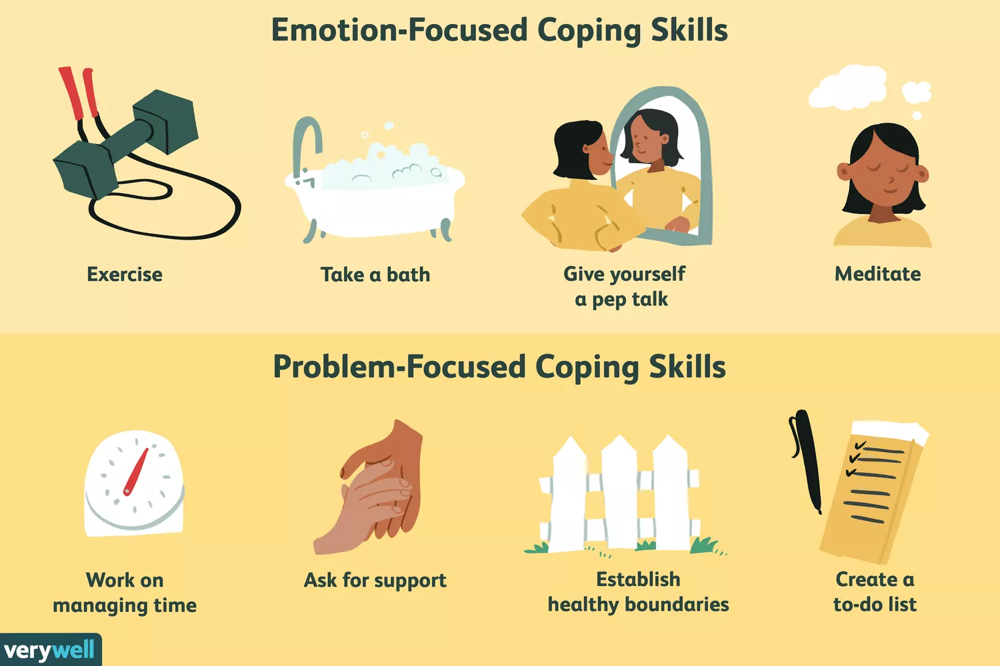 Emotion-Focused Coping Skills
Exercise
Take a bath
Give yourself
a pep talk
Meditate
Problem-Focused Coping Skills
Work on
managing time
Ask for support
Establish
healthy boundaries
Create a
to-do list
verywell